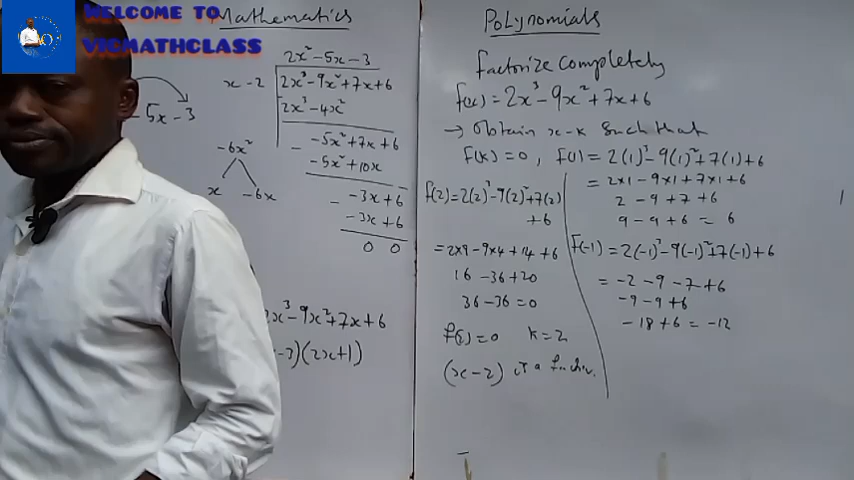 WELCOME TO
VICMATHCLASS
Mathematics
2x² - 5x - 3
x - 2 2x³ - 9x² + 7x + 6
2x³ - 4x²
- 5x - 3
- -5x² + 7x + 6
-5x² + 10x
-6x²
x -6x
- -3x + 6
-3x + 6
0 0
x³ - 9x² + 7x + 6
-3)(2x+1)
Polynomials
Factorize Completely
f(x) = 2x³ - 9x² + 7x + 6
→ Obtain x-k Such that
F(k) = 0, F(1) = 2(1)³ - 9(1)² + 7(1) + 6
= 2x1 - 9x1 + 7x1 + 6
2 - 9 + 7 + 6
9 - 9 + 6 = 6
f(2) = 2(2)³ - 9(2)² + 7(2)
+6
= 2x9 - 9x4 + 14 + 6
16 - 36 + 20
36 - 36 = 0
f(2) = 0 k = 2
(x-2) is a factor.
F(-1) = 2(-1)³ - 9(-1)² + 7(-1) + 6
= -2 - 9 - 7 + 6
-9 - 9 + 6
-18 + 6 = -12